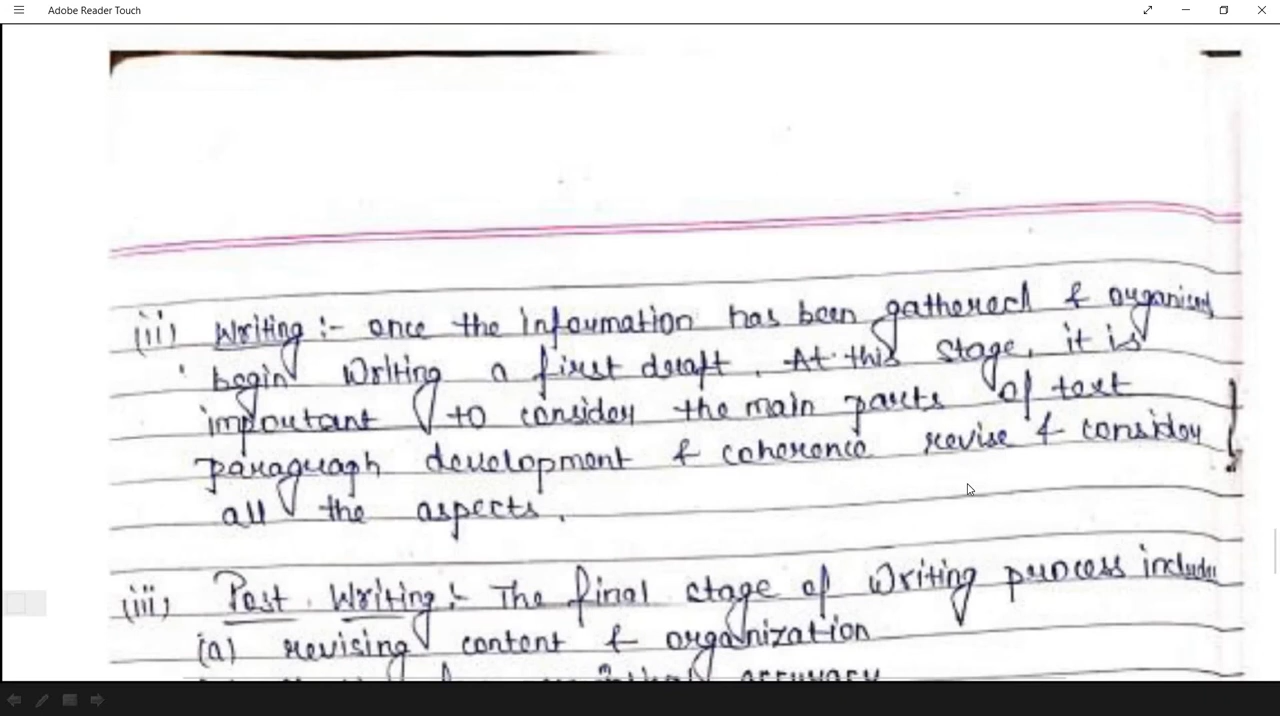 Adobe Reader Touch
(ii) Writing :- once the information has been gathered & organised
begin writing a first draft. At this stage, it is
important to consider the main parts of text
paragraph development & coherence revise & consider
all the aspects.
(iii) Post Writing :- The final stage of writing process includes
(a) revising content & organization
accuracy